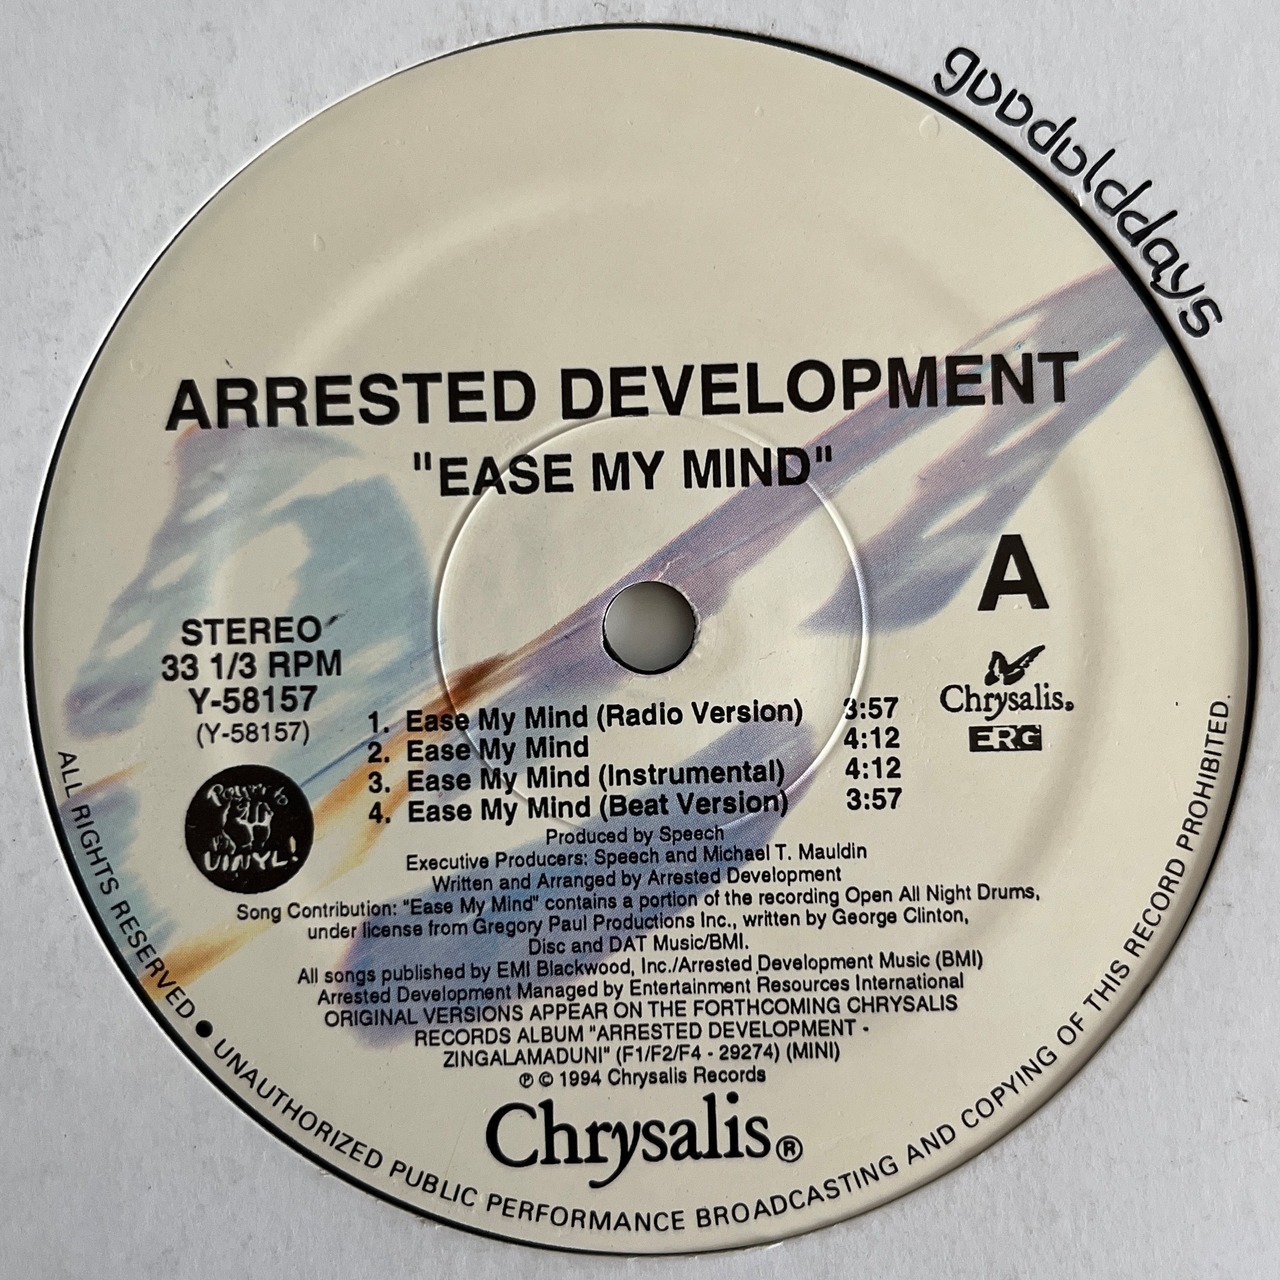 gooddolddays
ARRESTED DEVELOPMENT
"EASE MY MIND"
A
STEREO
33 1/3 RPM
Y-58157
(Y-58157)
Chrysalis®
ERG
1. Ease My Mind (Radio Version) 3:57
2. Ease My Mind 4:12
3. Ease My Mind (Instrumental) 4:12
4. Ease My Mind (Beat Version) 3:57
Power to
VINYL!
Produced by Speech
Executive Producers: Speech and Michael T. Mauldin
Written and Arranged by Arrested Development
Song Contribution: "Ease My Mind" contains a portion of the recording Open All Night Drums,
under license from Gregory Paul Productions Inc., written by George Clinton,
Disc and DAT Music/BMI.
All songs published by EMI Blackwood, Inc./Arrested Development Music (BMI)
Arrested Development Managed by Entertainment Resources International
ORIGINAL VERSIONS APPEAR ON THE FORTHCOMING CHRYSALIS
RECORDS ALBUM "ARRESTED DEVELOPMENT -
ZINGALAMADUNI" (F1/F2/F4 - 29274) (MINI)
℗ © 1994 Chrysalis Records
Chrysalis®
ALL RIGHTS RESERVED ● UNAUTHORIZED PUBLIC PERFORMANCE BROADCASTING AND COPYING OF THIS RECORD PROHIBITED.